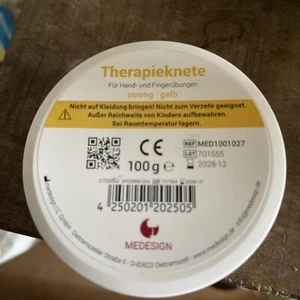 Therapieknete
Für Hand- und Fingerübungen
strong - gelb
Nicht auf Kleidung bringen! Nicht zum Verzehr geeignet.
Außer Reichweite von Kindern aufbewahren.
Bei Raumtemperatur lagern.
CE
REF MED1001027
LOT 701555
2028-12
100g e
4 250201 202505
MEDESIGN